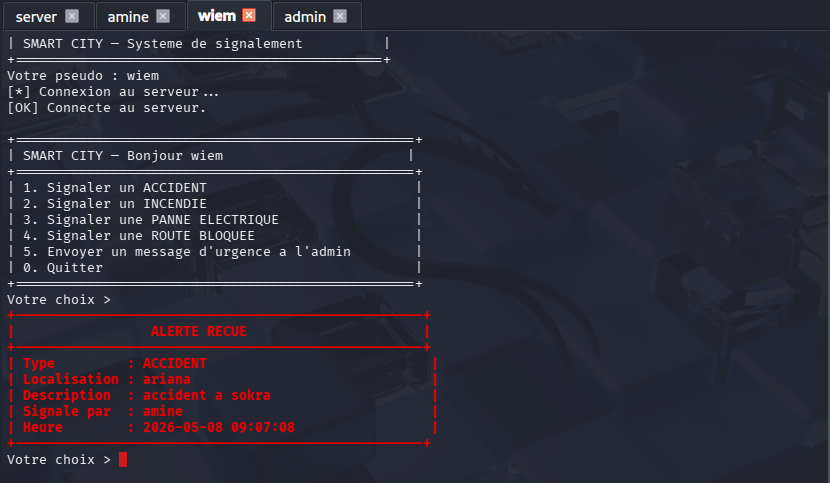 server amine wiem admin
| SMART CITY — Systeme de signalement |
+==============================================+
Votre pseudo : wiem
[*] Connexion au serveur...
[OK] Connecte au serveur.
+==================================================+
| SMART CITY — Bonjour wiem |
+==================================================+
| 1. Signaler un ACCIDENT |
| 2. Signaler un INCENDIE |
| 3. Signaler une PANNE ELECTRIQUE |
| 4. Signaler une ROUTE BLOQUEE |
| 5. Envoyer un message d'urgence a l'admin |
| 0. Quitter |
+==================================================+
Votre choix >
+---------------------------------------------------+
| ALERTE RECUE |
+---------------------------------------------------+
| Type : ACCIDENT |
| Localisation : ariana |
| Description : accident a sokra |
| Signale par : amine |
| Heure : 2026-05-08 09:07:08 |
+---------------------------------------------------+
Votre choix >